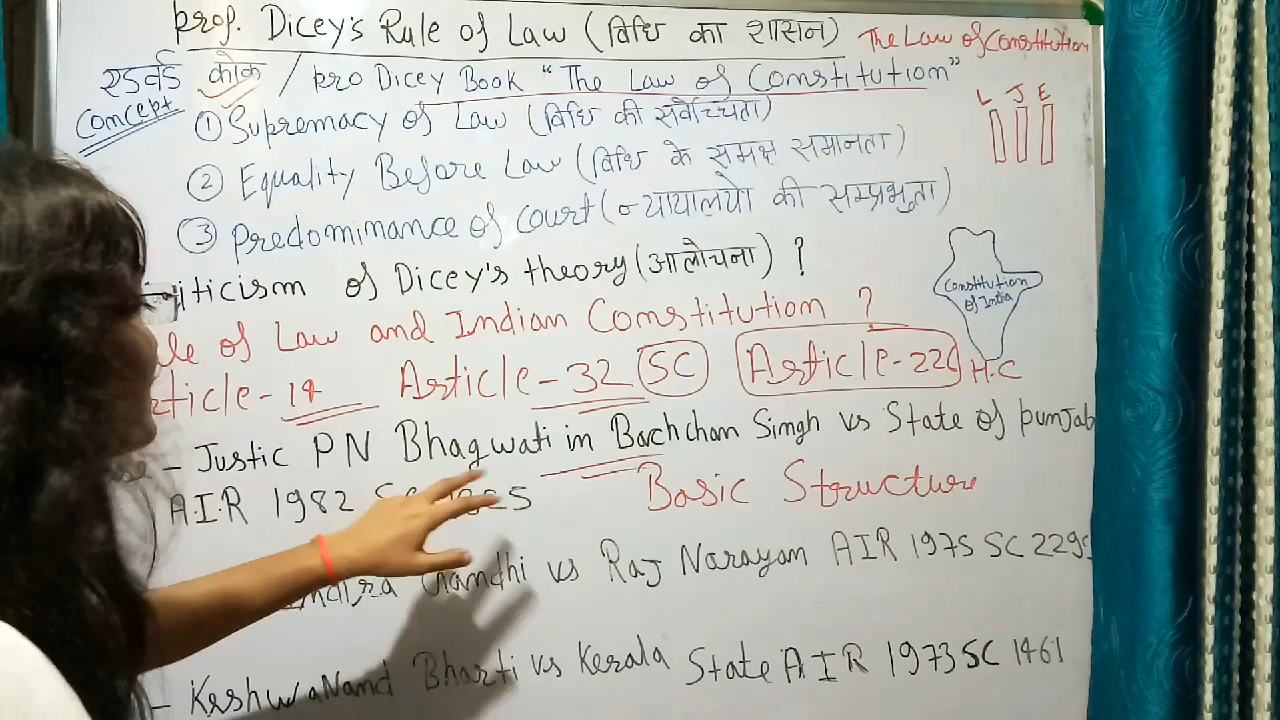 prof. Dicey's Rule of Law (विधि का शासन) The Law of Constitution
एडवर्ड कोक / pro Dicey Book "The Law of Constitution"
Concept
① Supremacy of Law (विधि की सर्वोच्चता)
L J E
② Equality Before Law (विधि के समक्ष समानता)
③ Predominance of Court (न्यायालयो की सम्प्रभुता)
iticism of Dicey's theory (आलोचना) ?
Constitution of India
le of Law and Indian Constitution ?
ticle-14 Article-32 SC Article-226 H.C
- Justic PN Bhagwati in Bachchan Singh vs State of punjab
A.I.R 1982 Basic Structure
Gandhi vs Raj Narayan AIR 1975 SC 2299
- Keshwanand Bharti vs Kerala State AIR 1973 SC 1461